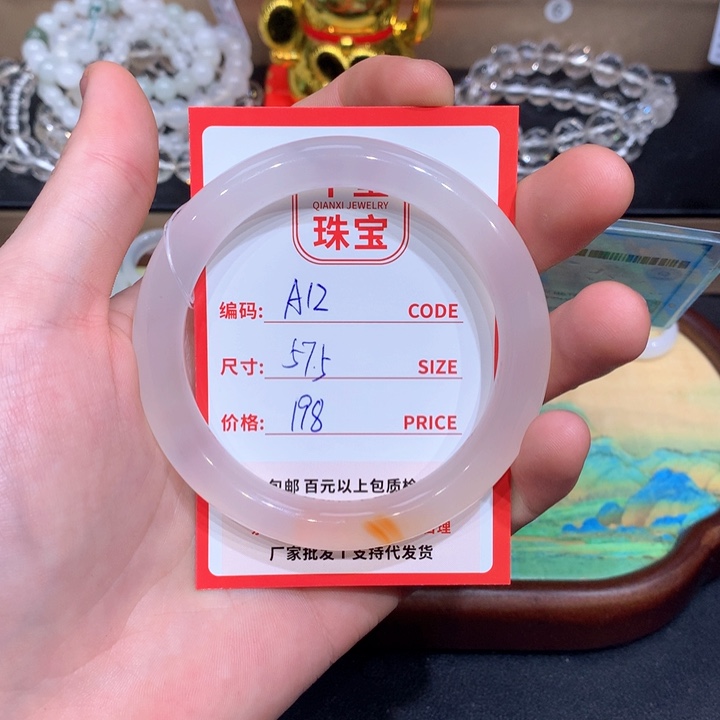 QIANXI JEWELRY
珠宝
编码: A12 CODE
尺寸: 57.5 SIZE
价格: 198 PRICE
包邮 百元以上包质检
厂家批发 | 支持代发货